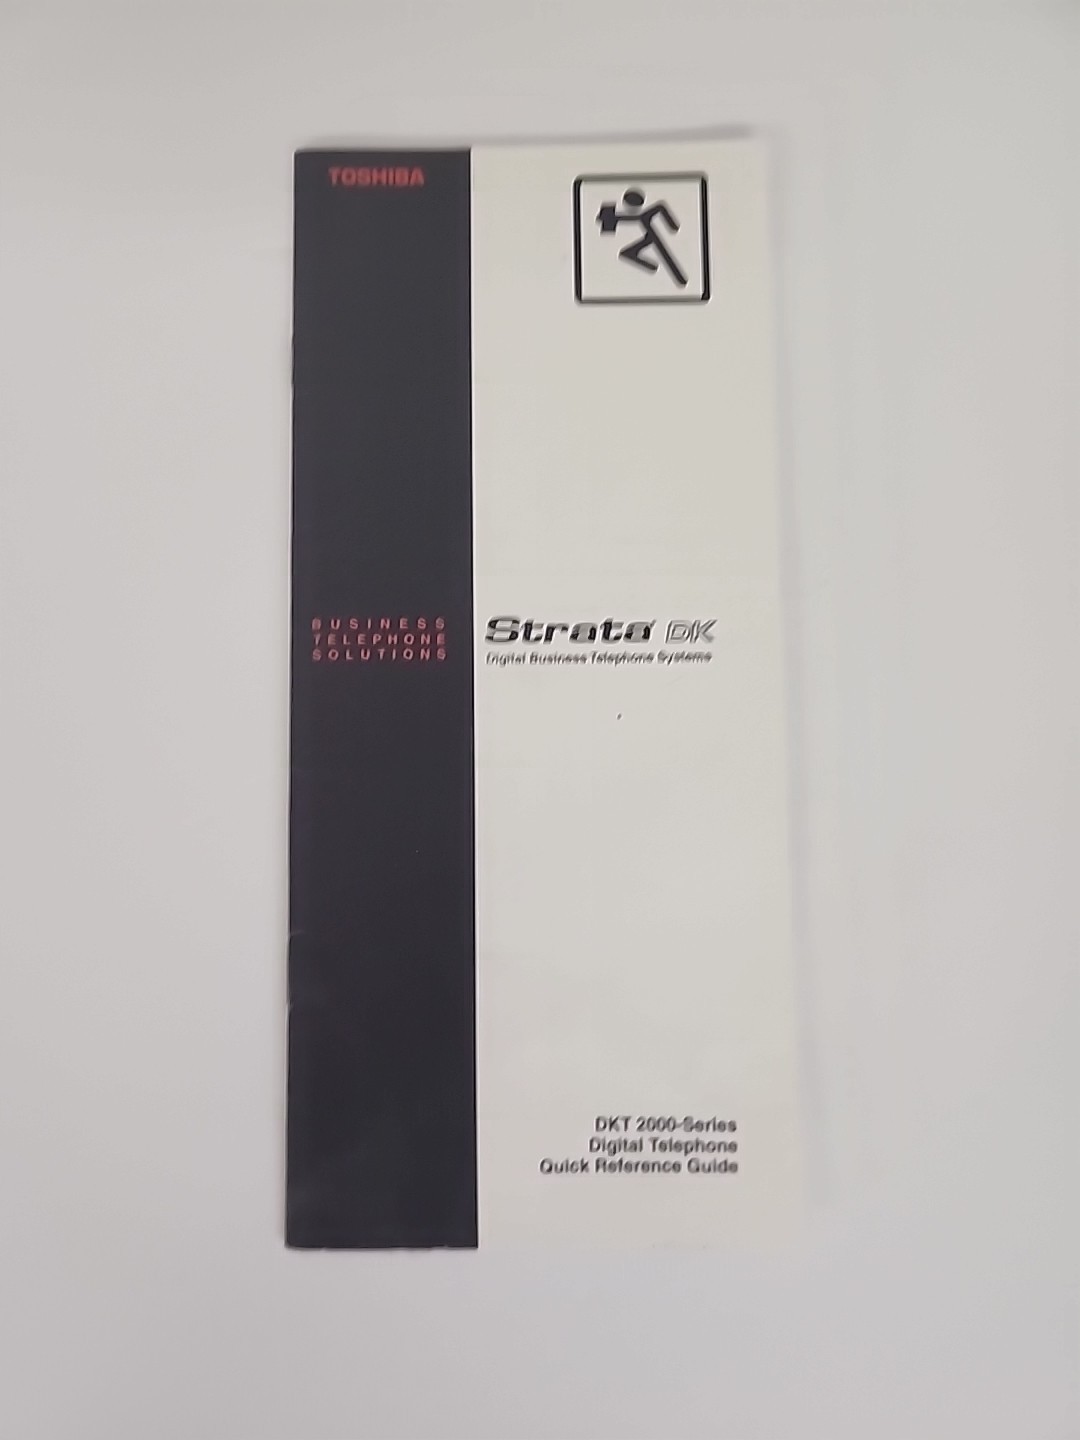 TOSHIBA
BUSINESS
TELEPHONE
SOLUTIONS
Strata DK
Digital Business Telephone Systems
DKT 2000-Series
Digital Telephone
Quick Reference Guide